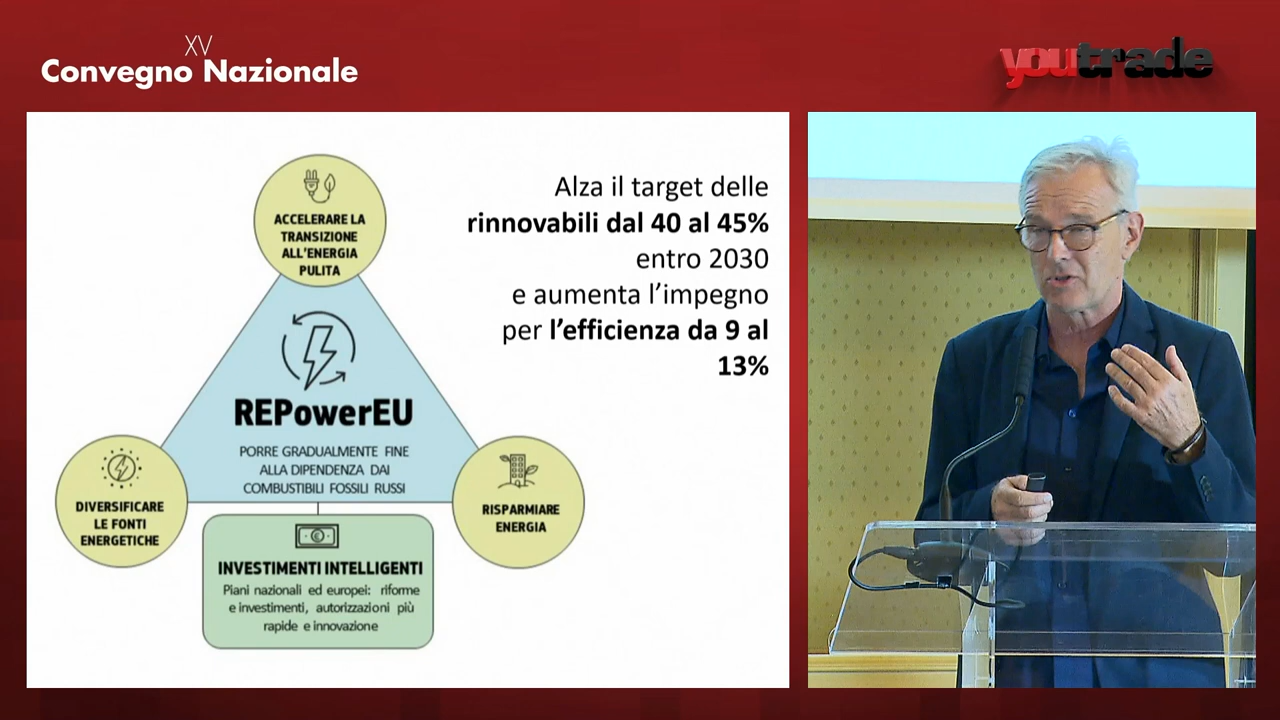 XV
Convegno Nazionale
youtrade
ACCELERARE LA
TRANSIZIONE
ALL'ENERGIA
PULITA
REPowerEU
PORRE GRADUALMENTE FINE
ALLA DIPENDENZA DAI
COMBUSTIBILI FOSSILI RUSSI
DIVERSIFICARE
LE FONTI
ENERGETICHE
RISPARMIARE
ENERGIA
INVESTIMENTI INTELLIGENTI
Piani nazionali ed europei: riforme
e investimenti, autorizzazioni più
rapide e innovazione
Alza il target delle
rinnovabili dal 40 al 45%
entro 2030
e aumenta l'impegno
per l'efficienza da 9 al
13%